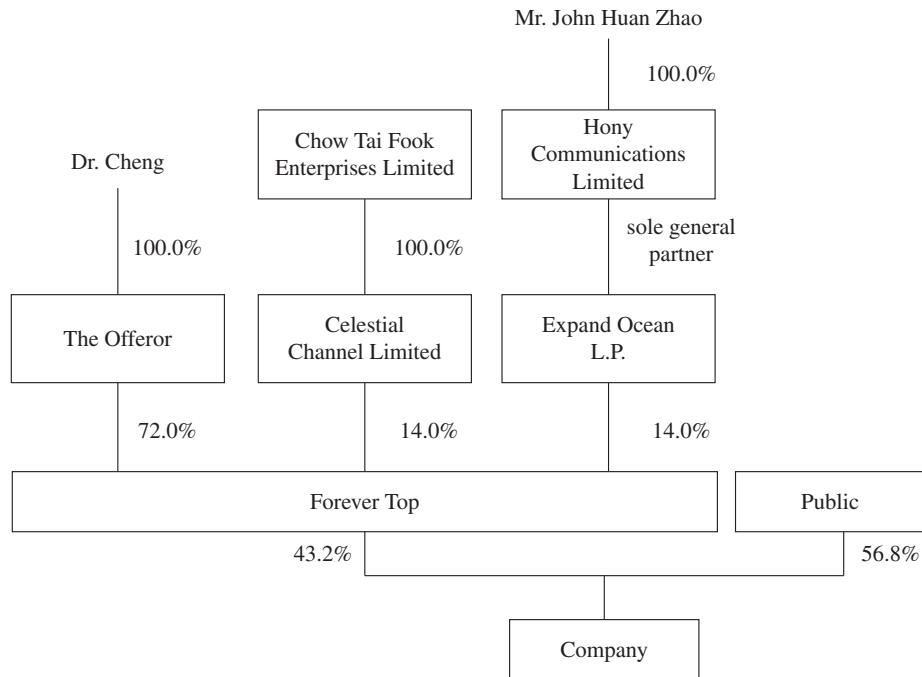 Mr. John Huan Zhao
100.0%
Chow Tai Fook
Enterprises Limited
Hony
Communications
Limited
Dr. Cheng
100.0%
100.0%
sole general
partner
The Offeror
Celestial
Channel Limited
Expand Ocean
L.P.
72.0%
14.0%
14.0%
Forever Top
Public
43.2%
56.8%
Company